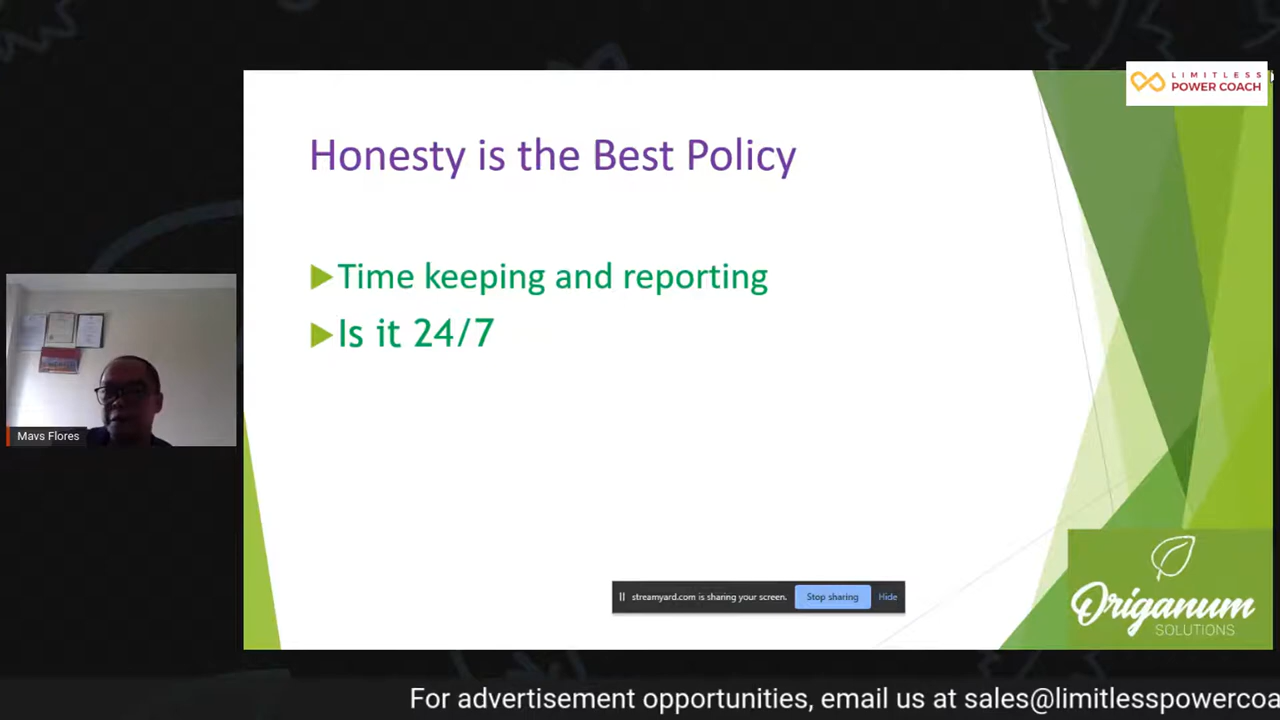 LIMITLESS
POWER COACH
Honesty is the Best Policy
Time keeping and reporting
Is it 24/7
Mavs Flores
streamyard.com is sharing your screen. Stop sharing Hide
Origanum
SOLUTIONS
For advertisement opportunities, email us at sales@limitlesspowercoa